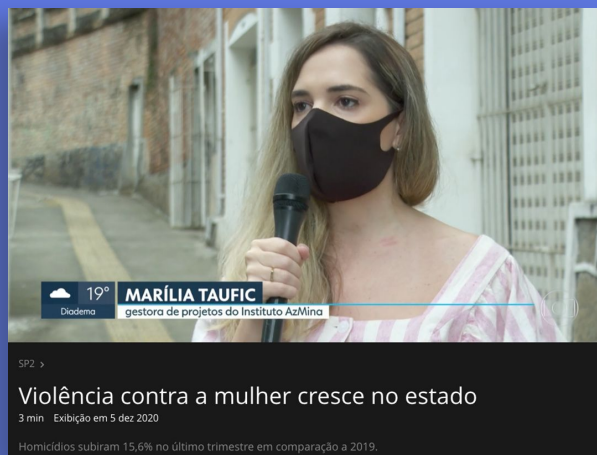 19°
MARÍLIA TAUFIC
Diadema
gestora de projetos do Instituto AzMina
SP2 >
Violência contra a mulher cresce no estado
3 min Exibição em 5 dez 2020
Homicídios subiram 15,6% no último trimestre em comparação a 2019.